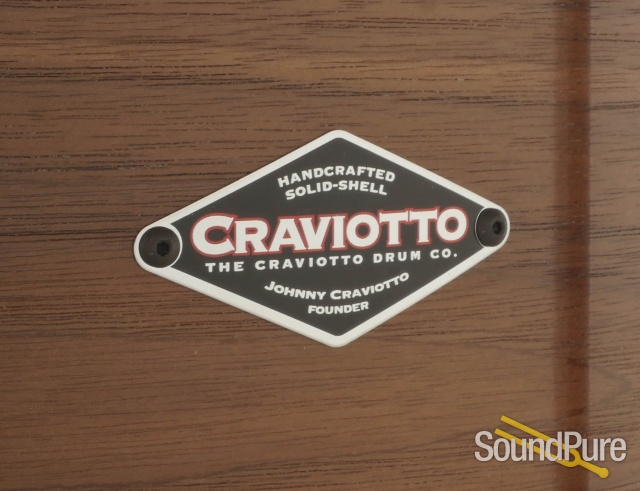 HANDCRAFTED
SOLID-SHELL
CRAVIOTTO
THE CRAVIOTTO DRUM CO.
JOHNNY CRAVIOTTO
FOUNDER
SoundPure